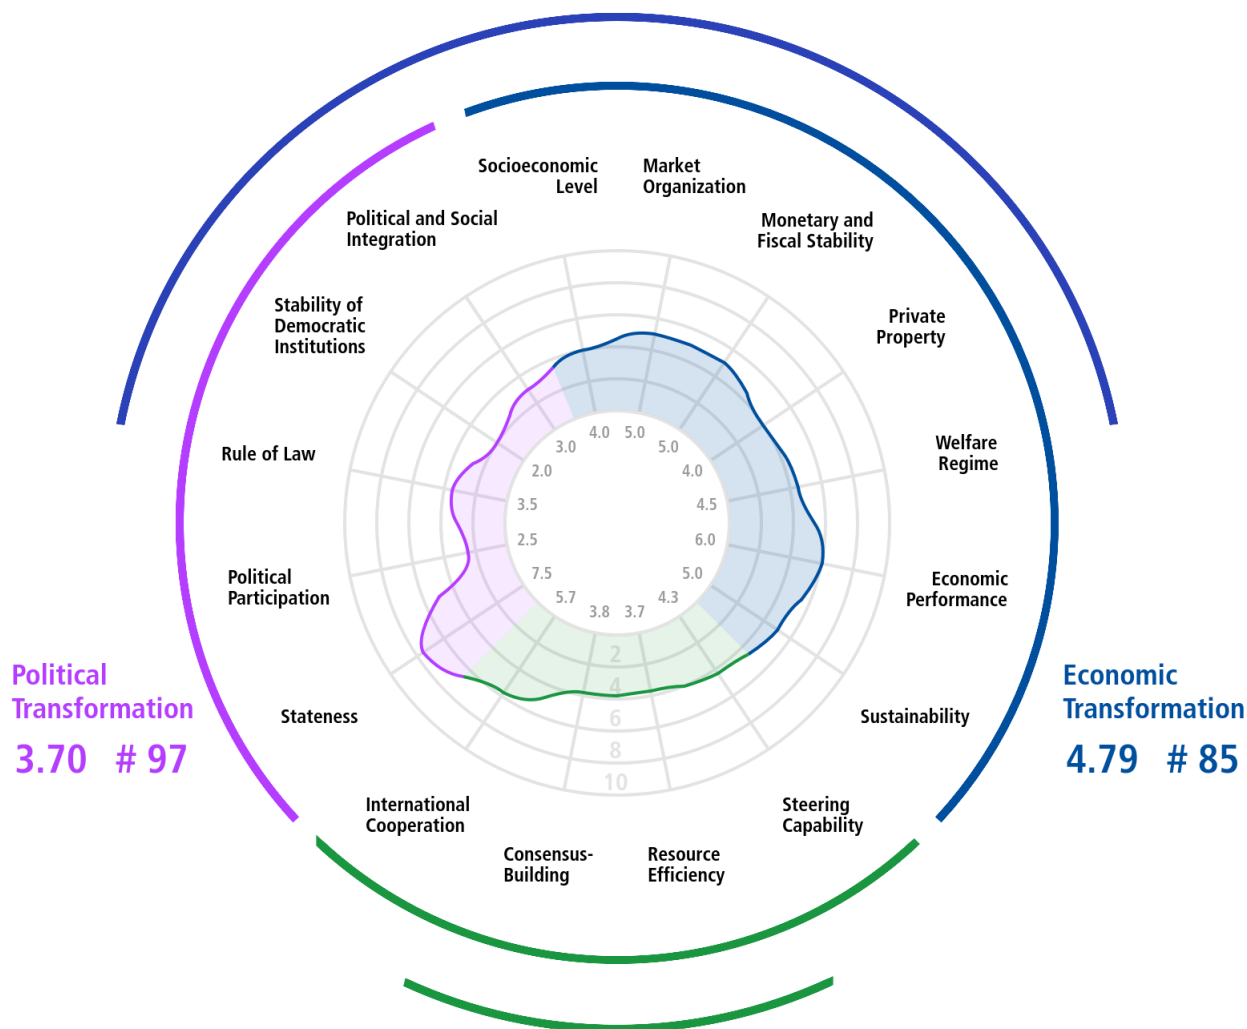 Socioeconomic
Level
Market
Organization
Political and Social
Integration
Monetary and
Fiscal Stability
Stability of
Democratic
Institutions
Private
Property
Rule of Law
Welfare
Regime
Political
Participation
Economic
Performance
Stateness
Sustainability
International
Cooperation
Steering
Capability
Consensus-
Building
Resource
Efficiency
4.0
5.0
3.0
5.0
2.0
4.0
3.5
4.5
2.5
6.0
7.5
5.0
5.7
4.3
3.8
3.7
2
4
6
8
10
Political
Transformation
3.70 # 97
Economic
Transformation
4.79 # 85